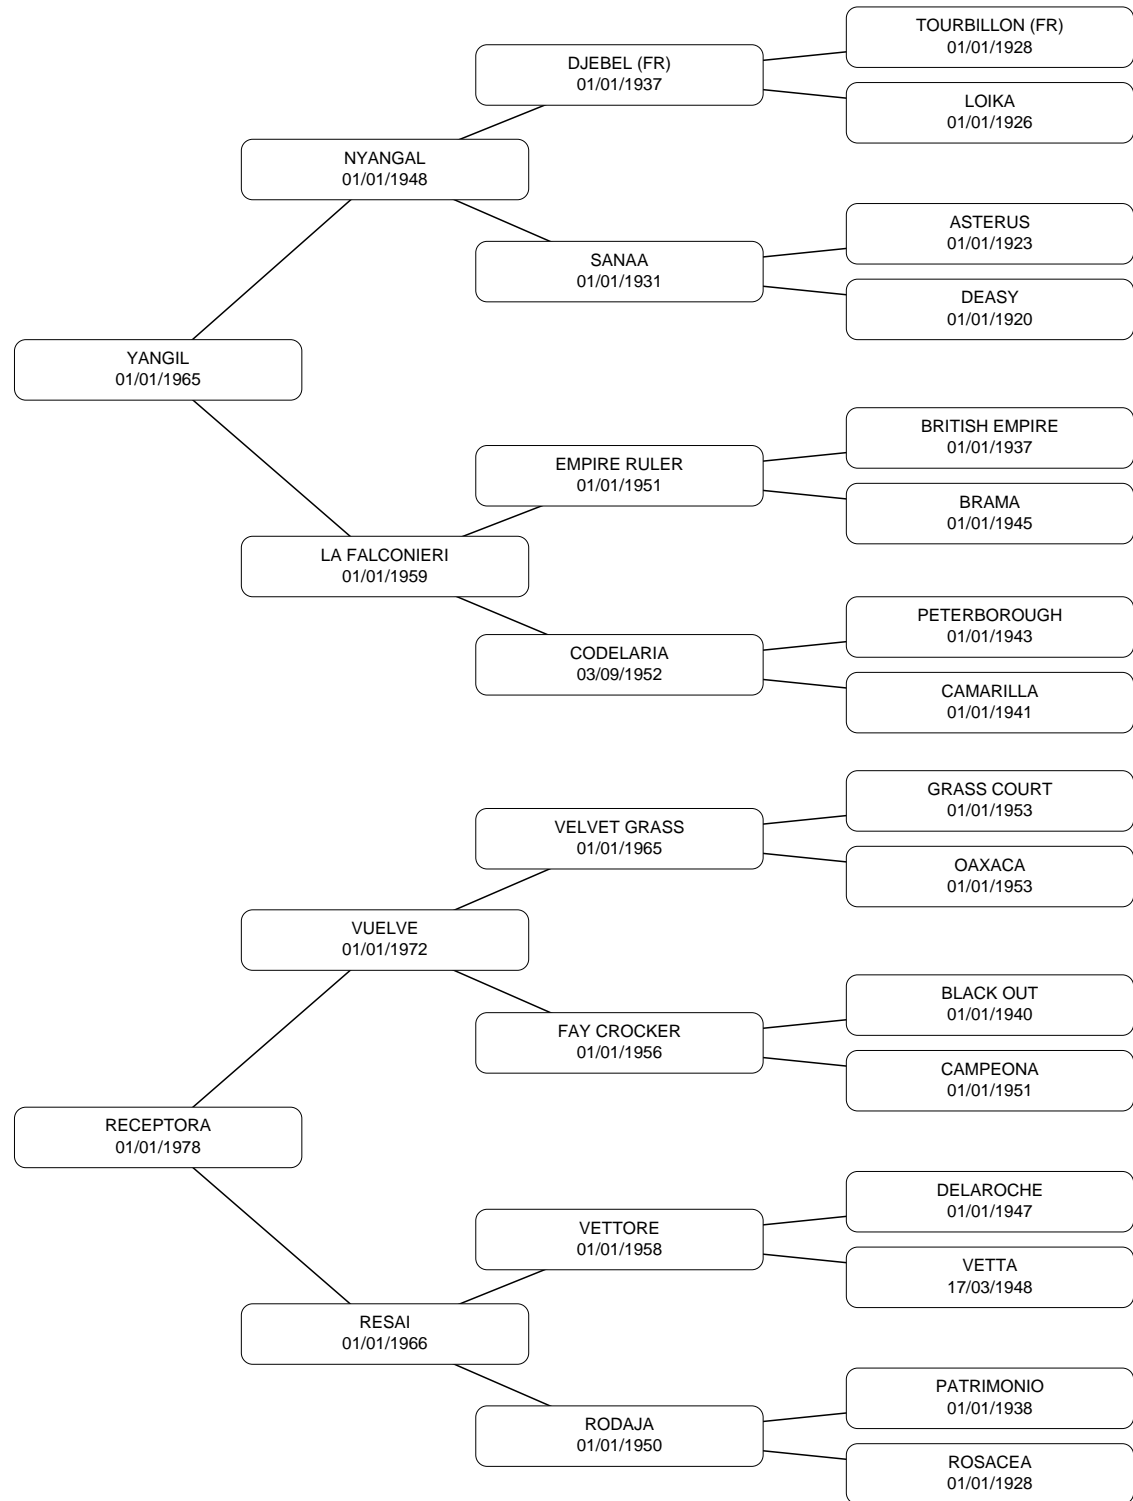 TOURBILLON (FR)
01/01/1928
DJEBEL (FR)
01/01/1937
LOIKA
01/01/1926
NYANGAL
01/01/1948
ASTERUS
01/01/1923
SANAA
01/01/1931
DEASY
01/01/1920
YANGIL
01/01/1965
BRITISH EMPIRE
01/01/1937
EMPIRE RULER
01/01/1951
BRAMA
01/01/1945
LA FALCONIERI
01/01/1959
PETERBOROUGH
01/01/1943
CODELARIA
03/09/1952
CAMARILLA
01/01/1941
GRASS COURT
01/01/1953
VELVET GRASS
01/01/1965
OAXACA
01/01/1953
VUELVE
01/01/1972
BLACK OUT
01/01/1940
FAY CROCKER
01/01/1956
CAMPEONA
01/01/1951
RECEPTORA
01/01/1978
DELAROCHE
01/01/1947
VETTORE
01/01/1958
VETTA
17/03/1948
RESAI
01/01/1966
PATRIMONIO
01/01/1938
RODAJA
01/01/1950
ROSACEA
01/01/1928